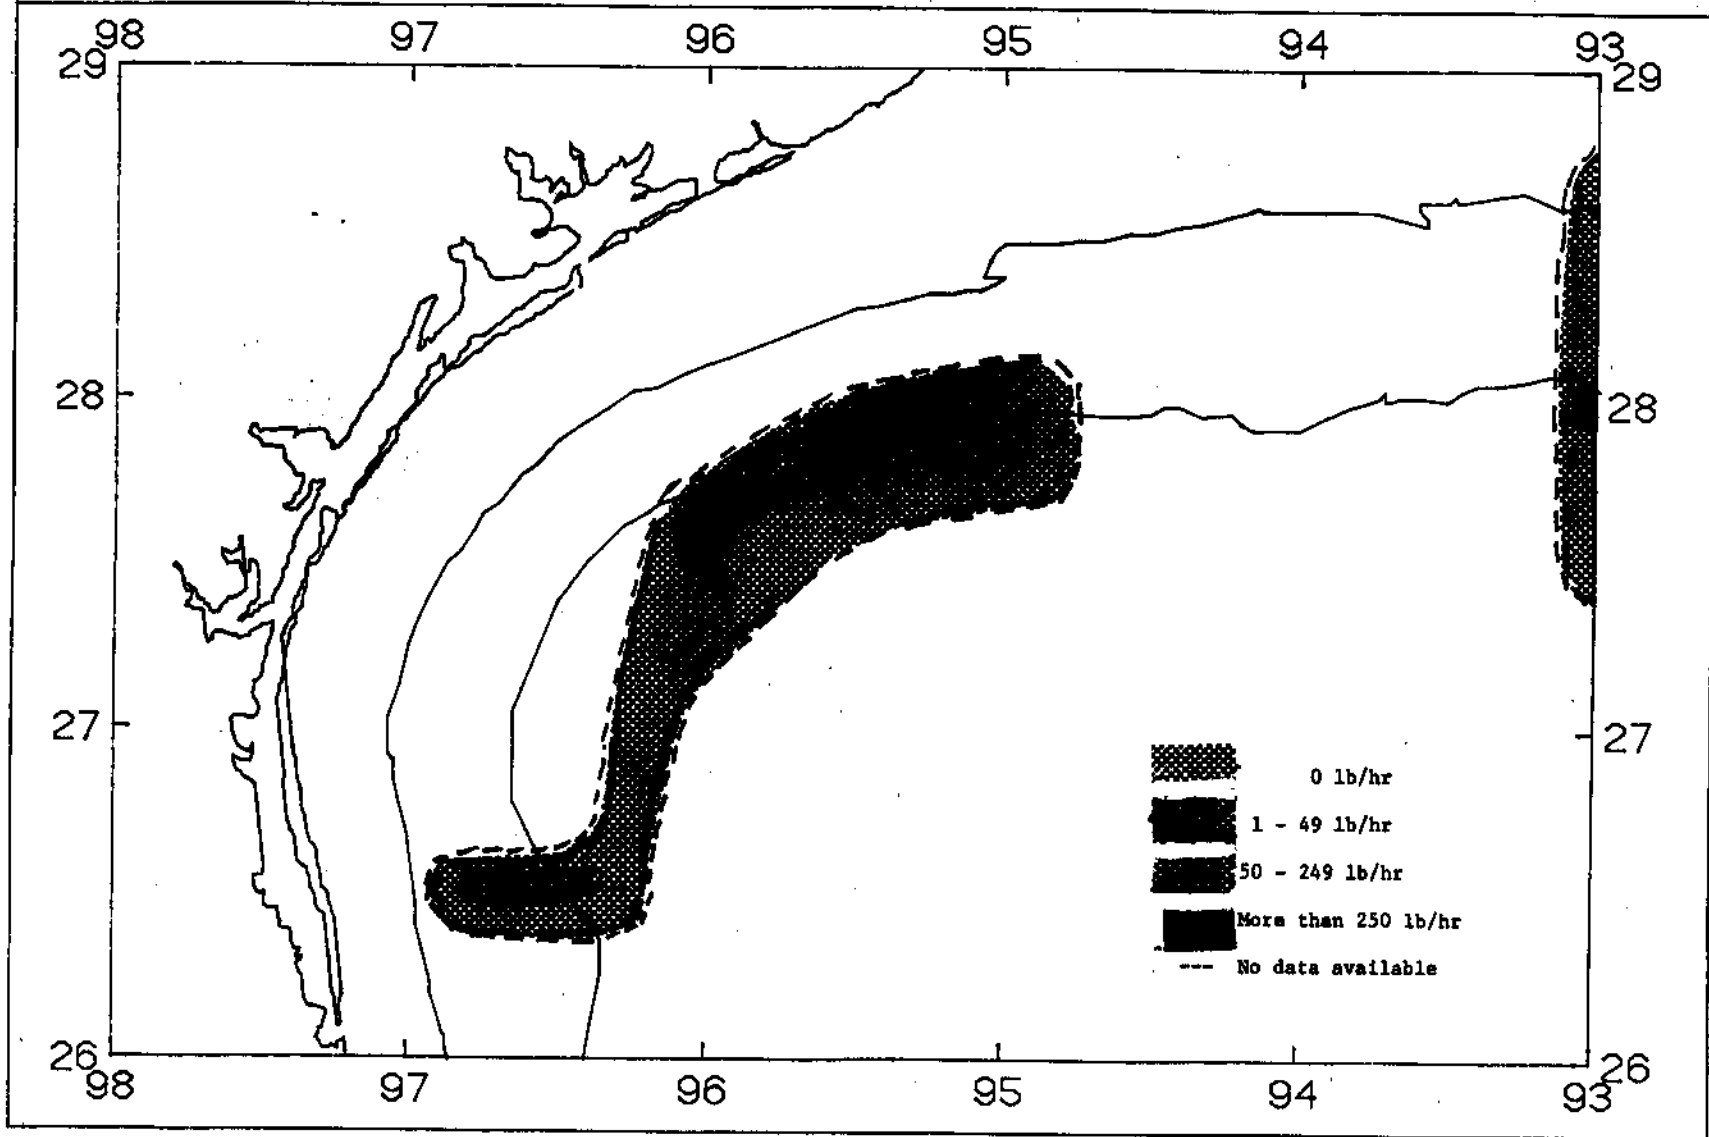 98 97 96 95 94 93
29 29
28 28
27 27
0 lb/hr
1 - 49 lb/hr
50 - 249 lb/hr
More than 250 lb/hr
--- No data available
26 26
98 97 96 95 94 93